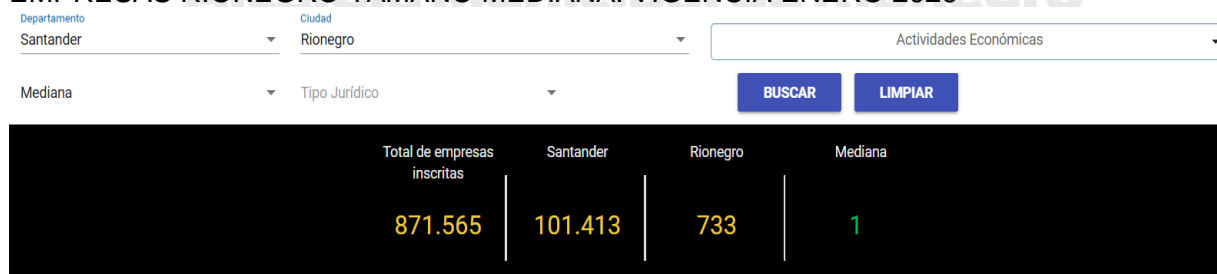 Departamento Ciudad
Santander Rionegro Actividades Económicas
Mediana Tipo Jurídico BUSCAR LIMPIAR
Total de empresas Santander Rionegro Mediana
inscritas
871.565 101.413 733 1